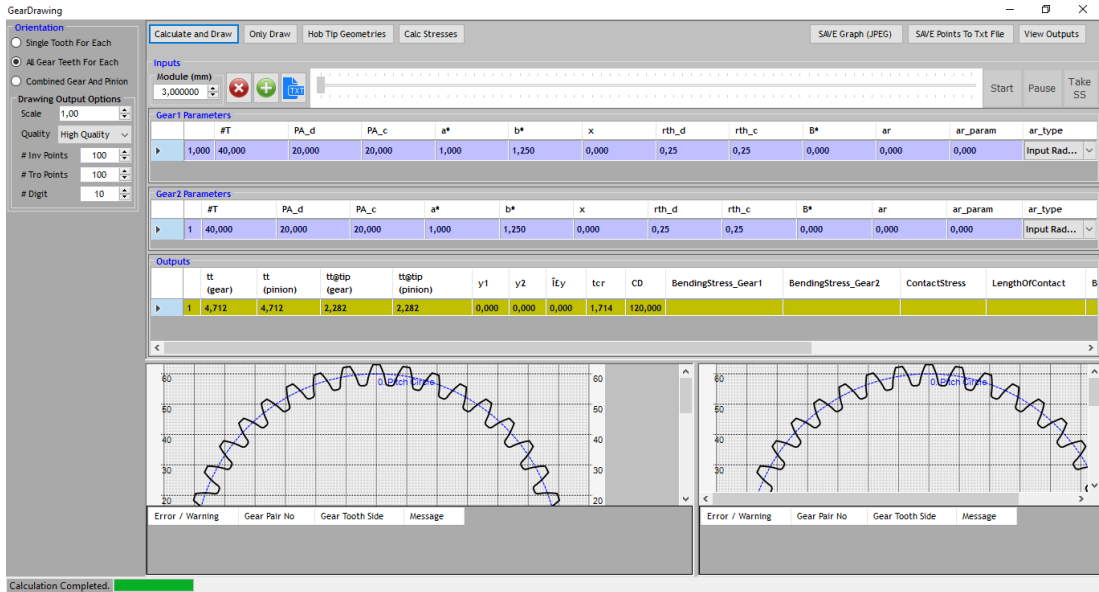 GearDrawing
Orientation
Single Tooth For Each
All Gear Teeth For Each
Combined Gear And Pinion
Drawing Output Options
Scale 1,00
Quality High Quality
# Inv Points 100
# Tro Points 100
# Digit 10
Calculate and Draw Only Draw Hob Tip Geometries Calc Stresses SAVE Graph (JPEG) SAVE Points To Txt File View Outputs
Inputs
Module (mm)
3,000000 TXT Start Pause Take SS
Gear1 Parameters
#T PA_d PA_c a* b* x rth_d rth_c B* ar ar_param ar_type
1,000 40,000 20,000 20,000 1,000 1,250 0,000 0,25 0,25 0,000 0,000 0,000 Input Rad...
Gear2 Parameters
#T PA_d PA_c a* b* x rth_d rth_c B* ar ar_param ar_type
1 40,000 20,000 20,000 1,000 1,250 0,000 0,25 0,25 0,000 0,000 0,000 Input Rad...
Outputs
tt (gear) tt (pinion) tt@tip (gear) tt@tip (pinion) y1 y2 Î£y tcr CD BendingStress_Gear1 BendingStress_Gear2 ContactStress LengthOfContact B
1 4,712 4,712 2,282 2,282 0,000 0,000 0,000 1,714 120,000
60 0. Pitch Circle 60
50 50
40 40
30 30
20 20
60 0. Pitch Circle
50
40
30
20
Error / Warning Gear Pair No Gear Tooth Side Message
Error / Warning Gear Pair No Gear Tooth Side Message
Calculation Completed.